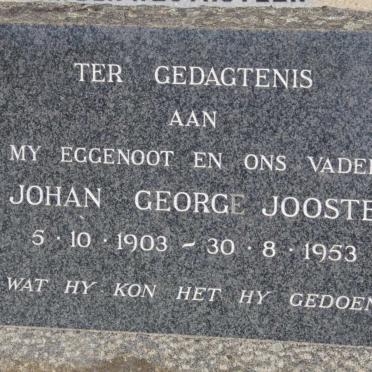 TER GEDAGTENIS
AAN
MY EGGENOOT EN ONS VADER
JOHAN GEORGE JOOSTE
5 · 10 · 1903 – 30 · 8 · 1953
WAT HY KON HET HY GEDOEN